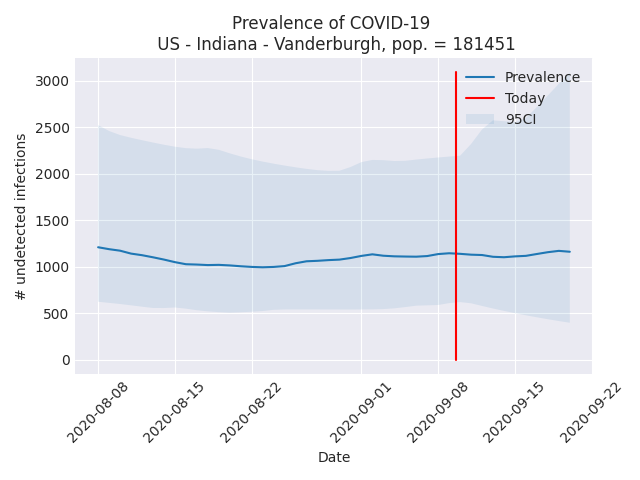 Prevalence of COVID-19
US - Indiana - Vanderburgh, pop. = 181451
Prevalence
Today
95CI
3000
2500
2000
1500
1000
500
0
# undetected infections
2020-08-08
2020-08-15
2020-08-22
2020-09-01
2020-09-08
2020-09-15
2020-09-22
Date